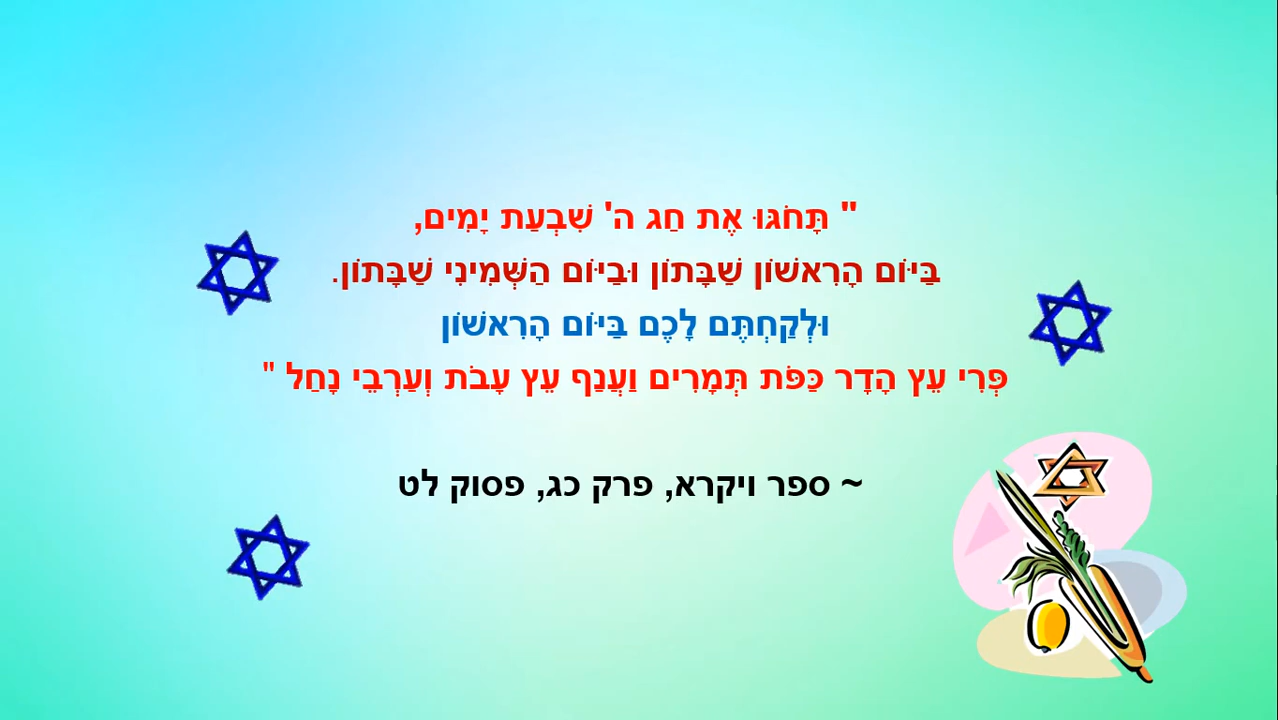 " תָּחֹגּוּ אֶת חַג ה' שִׁבְעַת יָמִים,
בַּיּוֹם הָרִאשׁוֹן שַׁבָּתוֹן וּבַיּוֹם הַשְּׁמִינִי שַׁבָּתוֹן.
וּלְקַחְתֶּם לָכֶם בַּיּוֹם הָרִאשׁוֹן
פְּרִי עֵץ הָדָר כַּפֹּת תְּמָרִים וַעֲנַף עֵץ עָבֹת וְעַרְבֵי נָחַל "
~ ספר ויקרא, פרק כג, פסוק לט